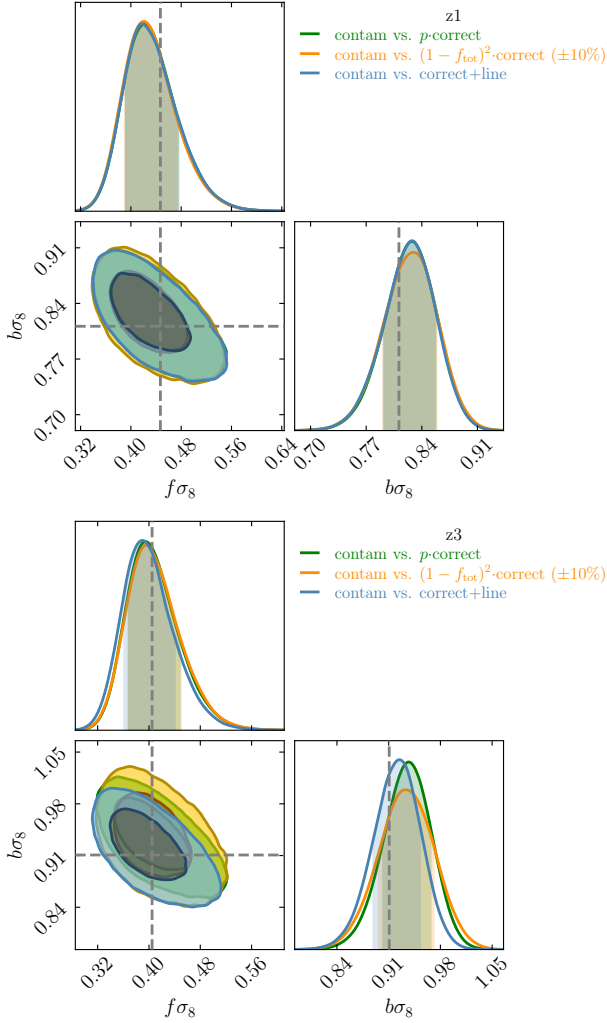 z1
contam vs. p·correct
contam vs. (1 − f_tot)²·correct (±10%)
contam vs. correct+line
0.91
0.84
0.77
0.70
bσ₈
0.32 0.40 0.48 0.56 0.64
fσ₈
0.70 0.77 0.84 0.91
bσ₈
z3
contam vs. p·correct
contam vs. (1 − f_tot)²·correct (±10%)
contam vs. correct+line
1.05
0.98
0.91
0.84
bσ₈
0.32 0.40 0.48 0.56
fσ₈
0.84 0.91 0.98 1.05
bσ₈